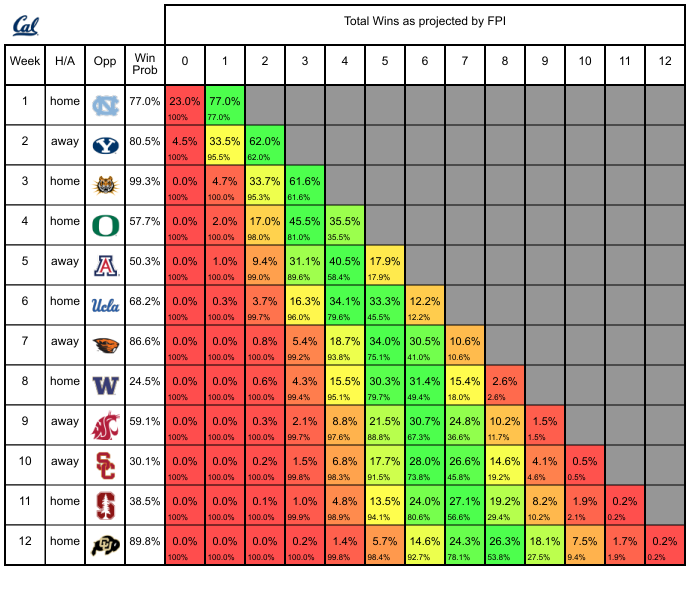 Cal
Total Wins as projected by FPI
Week H/A Opp Win Prob 0 1 2 3 4 5 6 7 8 9 10 11 12
1 home NC 77.0% 23.0% 77.0%
100% 77.0%
2 away Y 80.5% 4.5% 33.5% 62.0%
100% 95.5% 62.0%
3 home 99.3% 0.0% 4.7% 33.7% 61.6%
100% 100.0% 95.3% 61.6%
4 home O 57.7% 0.0% 2.0% 17.0% 45.5% 35.5%
100% 100.0% 98.0% 81.0% 35.5%
5 away A 50.3% 0.0% 1.0% 9.4% 31.1% 40.5% 17.9%
100% 100.0% 99.0% 89.6% 58.4% 17.9%
6 home Ucla 68.2% 0.0% 0.3% 3.7% 16.3% 34.1% 33.3% 12.2%
100% 100.0% 99.7% 96.0% 79.6% 45.5% 12.2%
7 away 86.6% 0.0% 0.0% 0.8% 5.4% 18.7% 34.0% 30.5% 10.6%
100% 100.0% 100.0% 99.2% 93.8% 75.1% 41.0% 10.6%
8 home W 24.5% 0.0% 0.0% 0.6% 4.3% 15.5% 30.3% 31.4% 15.4% 2.6%
100% 100.0% 100.0% 99.4% 95.1% 79.7% 49.4% 18.0% 2.6%
9 away 59.1% 0.0% 0.0% 0.3% 2.1% 8.8% 21.5% 30.7% 24.8% 10.2% 1.5%
100% 100.0% 100.0% 99.7% 97.6% 88.8% 67.3% 36.6% 11.7% 1.5%
10 away SC 30.1% 0.0% 0.0% 0.2% 1.5% 6.8% 17.7% 28.0% 26.6% 14.6% 4.1% 0.5%
100% 100.0% 100.0% 99.8% 98.3% 91.5% 73.8% 45.8% 19.2% 4.6% 0.5%
11 home S 38.5% 0.0% 0.0% 0.1% 1.0% 4.8% 13.5% 24.0% 27.1% 19.2% 8.2% 1.9% 0.2%
100% 100.0% 100.0% 99.9% 98.9% 94.1% 80.6% 56.6% 29.4% 10.2% 2.1% 0.2%
12 home CU 89.8% 0.0% 0.0% 0.0% 0.2% 1.4% 5.7% 14.6% 24.3% 26.3% 18.1% 7.5% 1.7% 0.2%
100% 100.0% 100.0% 100.0% 99.8% 98.4% 92.7% 78.1% 53.8% 27.5% 9.4% 1.9% 0.2%